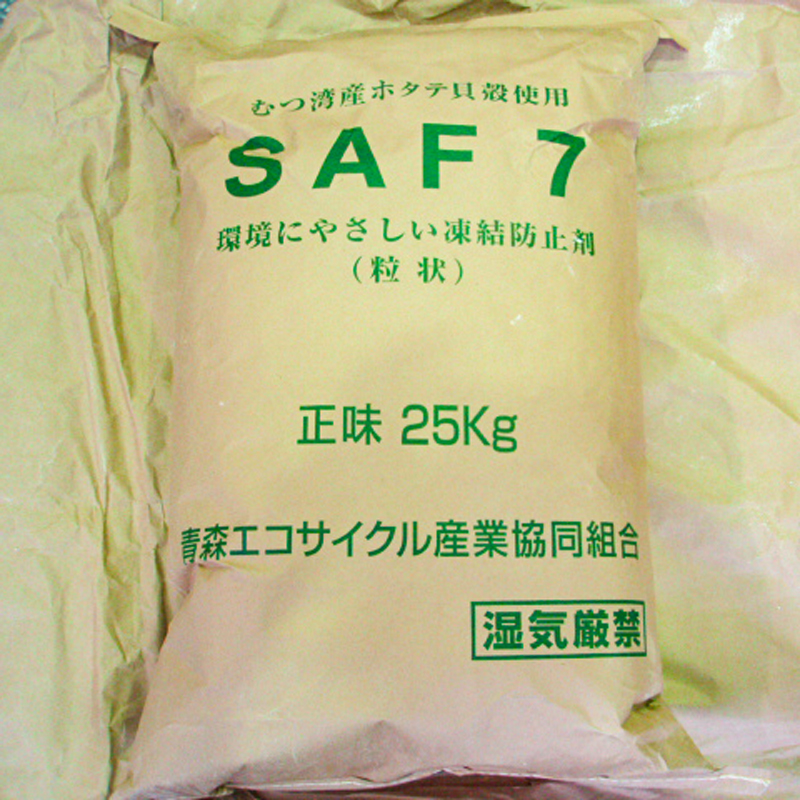 むつ湾産ホタテ貝殻使用
SAF 7
環境にやさしい凍結防止剤
(粒状)
正味 25Kg
青森エコサイクル産業協同組合
湿気厳禁